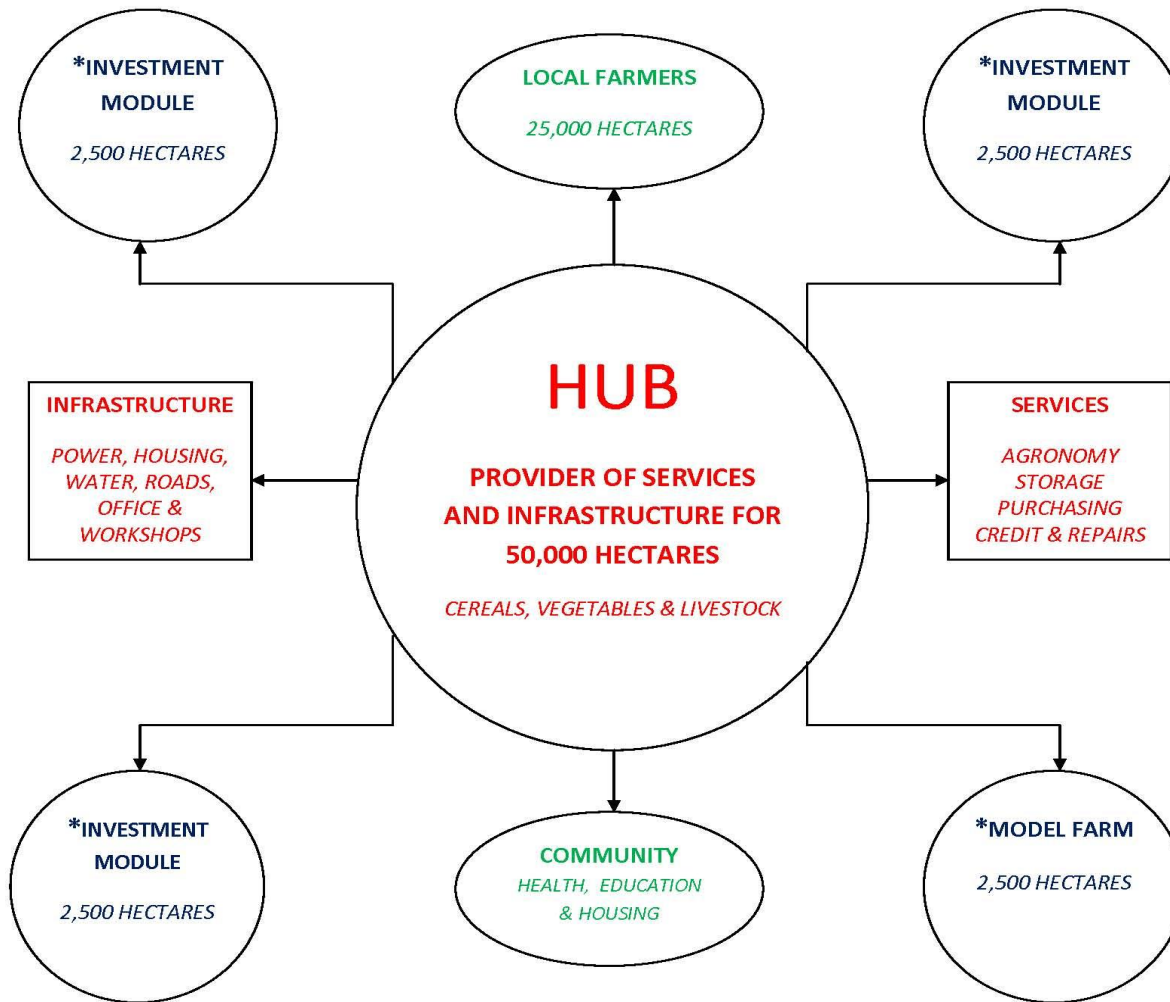 *INVESTMENT
MODULE
2,500 HECTARES
LOCAL FARMERS
25,000 HECTARES
*INVESTMENT
MODULE
2,500 HECTARES
INFRASTRUCTURE
POWER, HOUSING,
WATER, ROADS,
OFFICE &
WORKSHOPS
HUB
PROVIDER OF SERVICES
AND INFRASTRUCTURE FOR
50,000 HECTARES
CEREALS, VEGETABLES & LIVESTOCK
SERVICES
AGRONOMY
STORAGE
PURCHASING
CREDIT & REPAIRS
*INVESTMENT
MODULE
2,500 HECTARES
COMMUNITY
HEALTH, EDUCATION
& HOUSING
*MODEL FARM
2,500 HECTARES